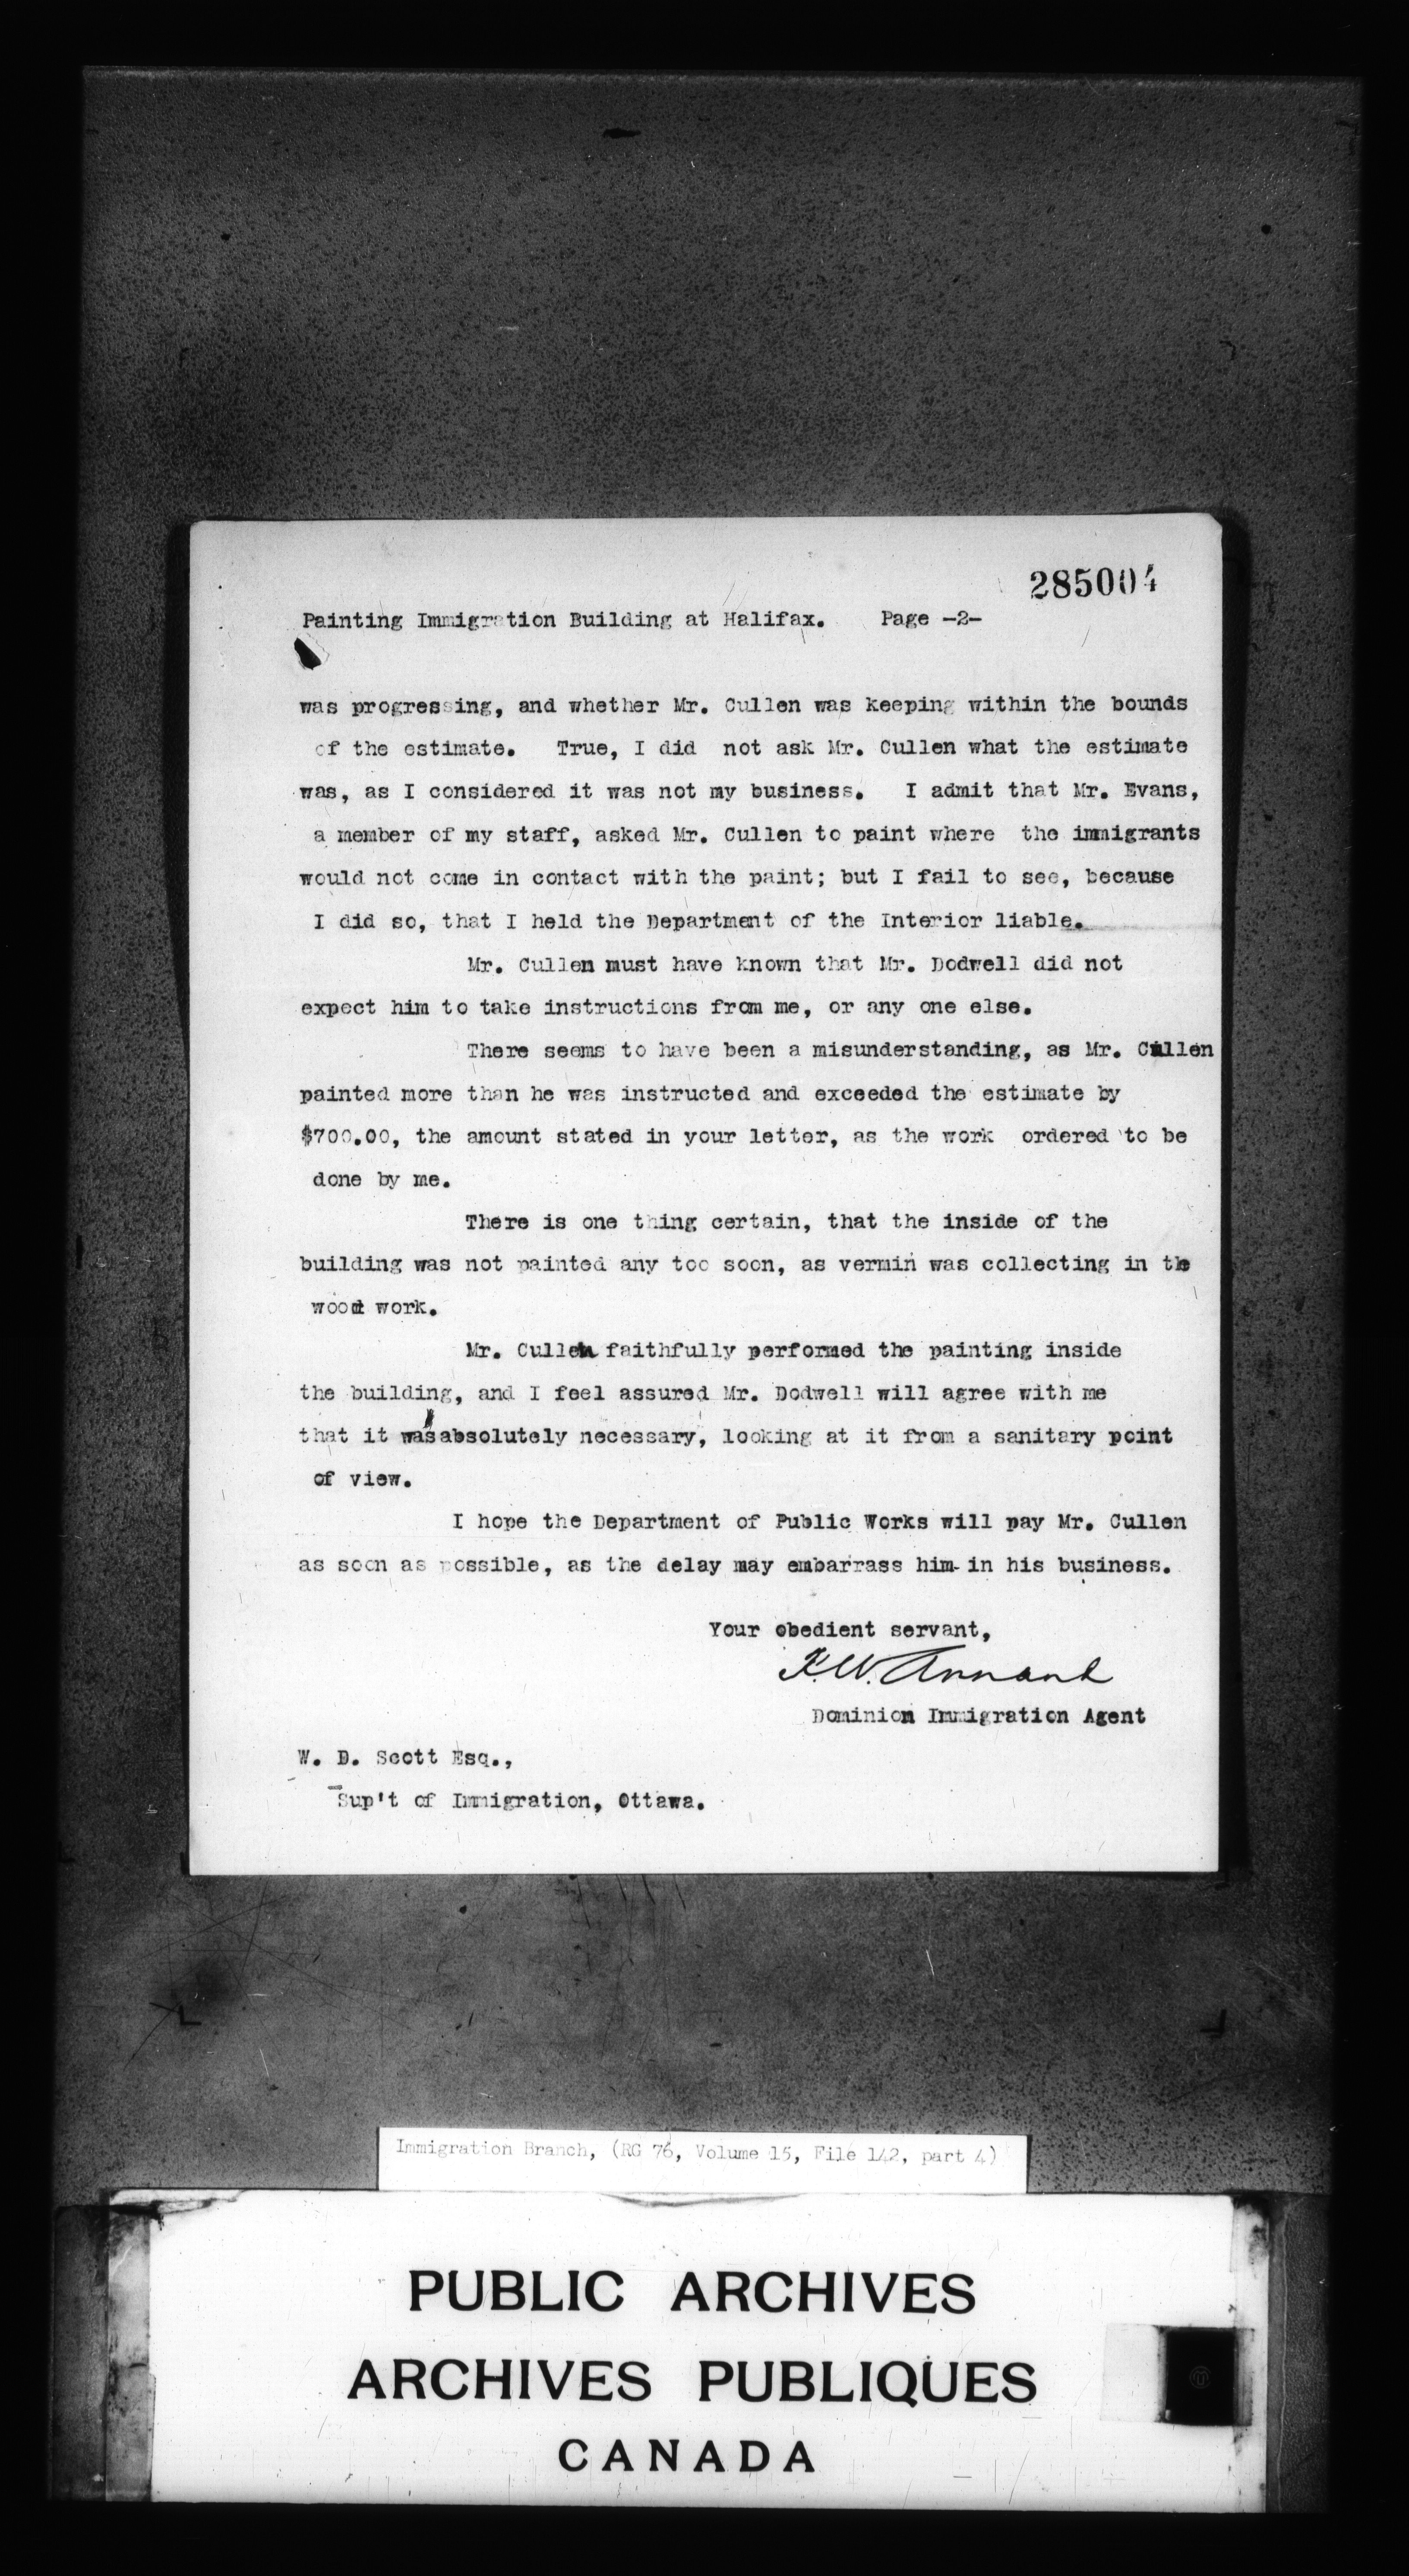 285004
Painting Immigration Building at Halifax. Page -2-
was progressing, and whether Mr. Cullen was keeping within the bounds
of the estimate. True, I did not ask Mr. Cullen what the estimate
was, as I considered it was not my business. I admit that Mr. Evans,
a member of my staff, asked Mr. Cullen to paint where the immigrants
would not come in contact with the paint; but I fail to see, because
I did so, that I held the Department of the Interior liable.
Mr. Cullen must have known that Mr. Dodwell did not
expect him to take instructions from me, or any one else.
There seems to have been a misunderstanding, as Mr. Cullen
painted more than he was instructed and exceeded the estimate by
$700.00, the amount stated in your letter, as the work ordered to be
done by me.
There is one thing certain, that the inside of the
building was not painted any too soon, as vermin was collecting in the
wood work.
Mr. Cullen faithfully performed the painting inside
the building, and I feel assured Mr. Dodwell will agree with me
that it was absolutely necessary, looking at it from a sanitary point
of view.
I hope the Department of Public Works will pay Mr. Cullen
as soon as possible, as the delay may embarrass him in his business.
Your obedient servant,
F.W. Annand
Dominion Immigration Agent
W. D. Scott Esq.,
Sup't of Immigration, Ottawa.
Immigration Branch, (RG 76, Volume 15, File 142, part 4)
PUBLIC ARCHIVES
ARCHIVES PUBLIQUES
CANADA